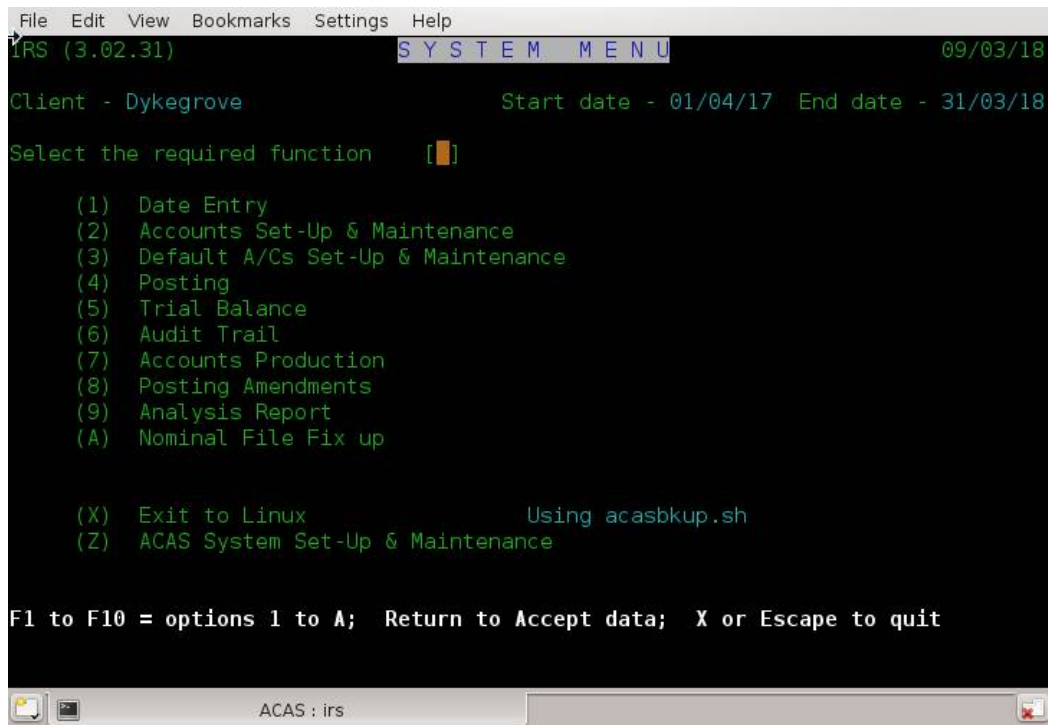 File Edit View Bookmarks Settings Help
IRS (3.02.31) S Y S T E M M E N U 09/03/18
Client - Dykegrove Start date - 01/04/17 End date - 31/03/18
Select the required function [ ]
(1) Date Entry
(2) Accounts Set-Up & Maintenance
(3) Default A/Cs Set-Up & Maintenance
(4) Posting
(5) Trial Balance
(6) Audit Trail
(7) Accounts Production
(8) Posting Amendments
(9) Analysis Report
(A) Nominal File Fix up
(X) Exit to Linux Using acasbkup.sh
(Z) ACAS System Set-Up & Maintenance
F1 to F10 = options 1 to A; Return to Accept data; X or Escape to quit
ACAS : irs